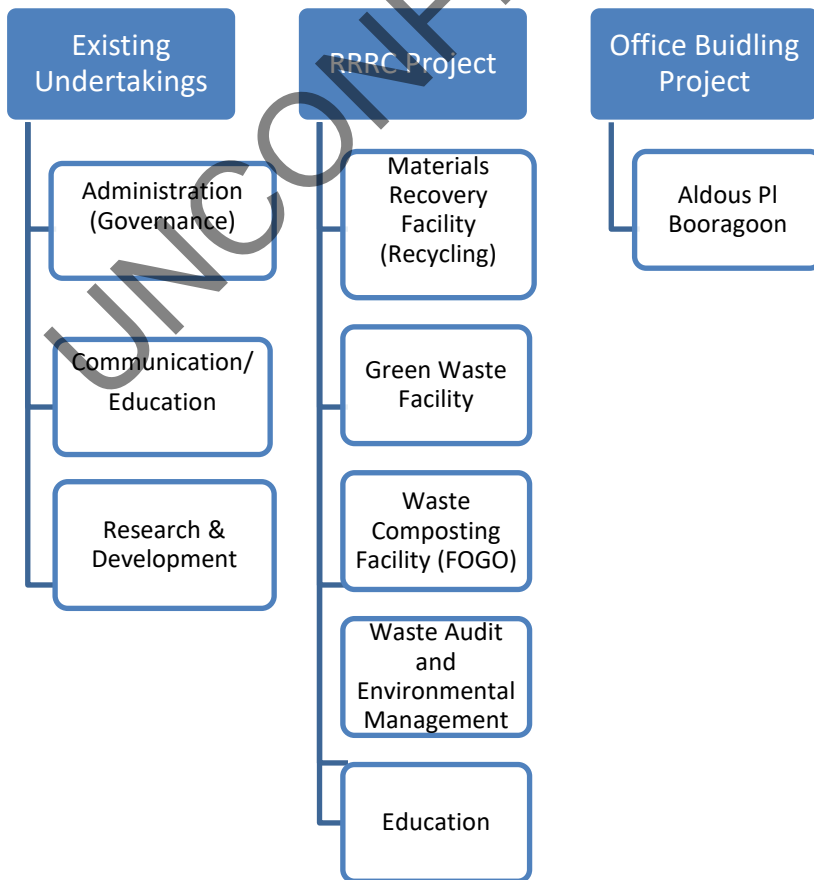 Existing
Undertakings
Administration
(Governance)
Communication/
Education
Research &
Development
RRRC Project
Materials
Recovery
Facility
(Recycling)
Green Waste
Facility
Waste
Composting
Facility (FOGO)
Waste Audit
and
Environmental
Management
Education
Office Buidling
Project
Aldous Pl
Booragoon